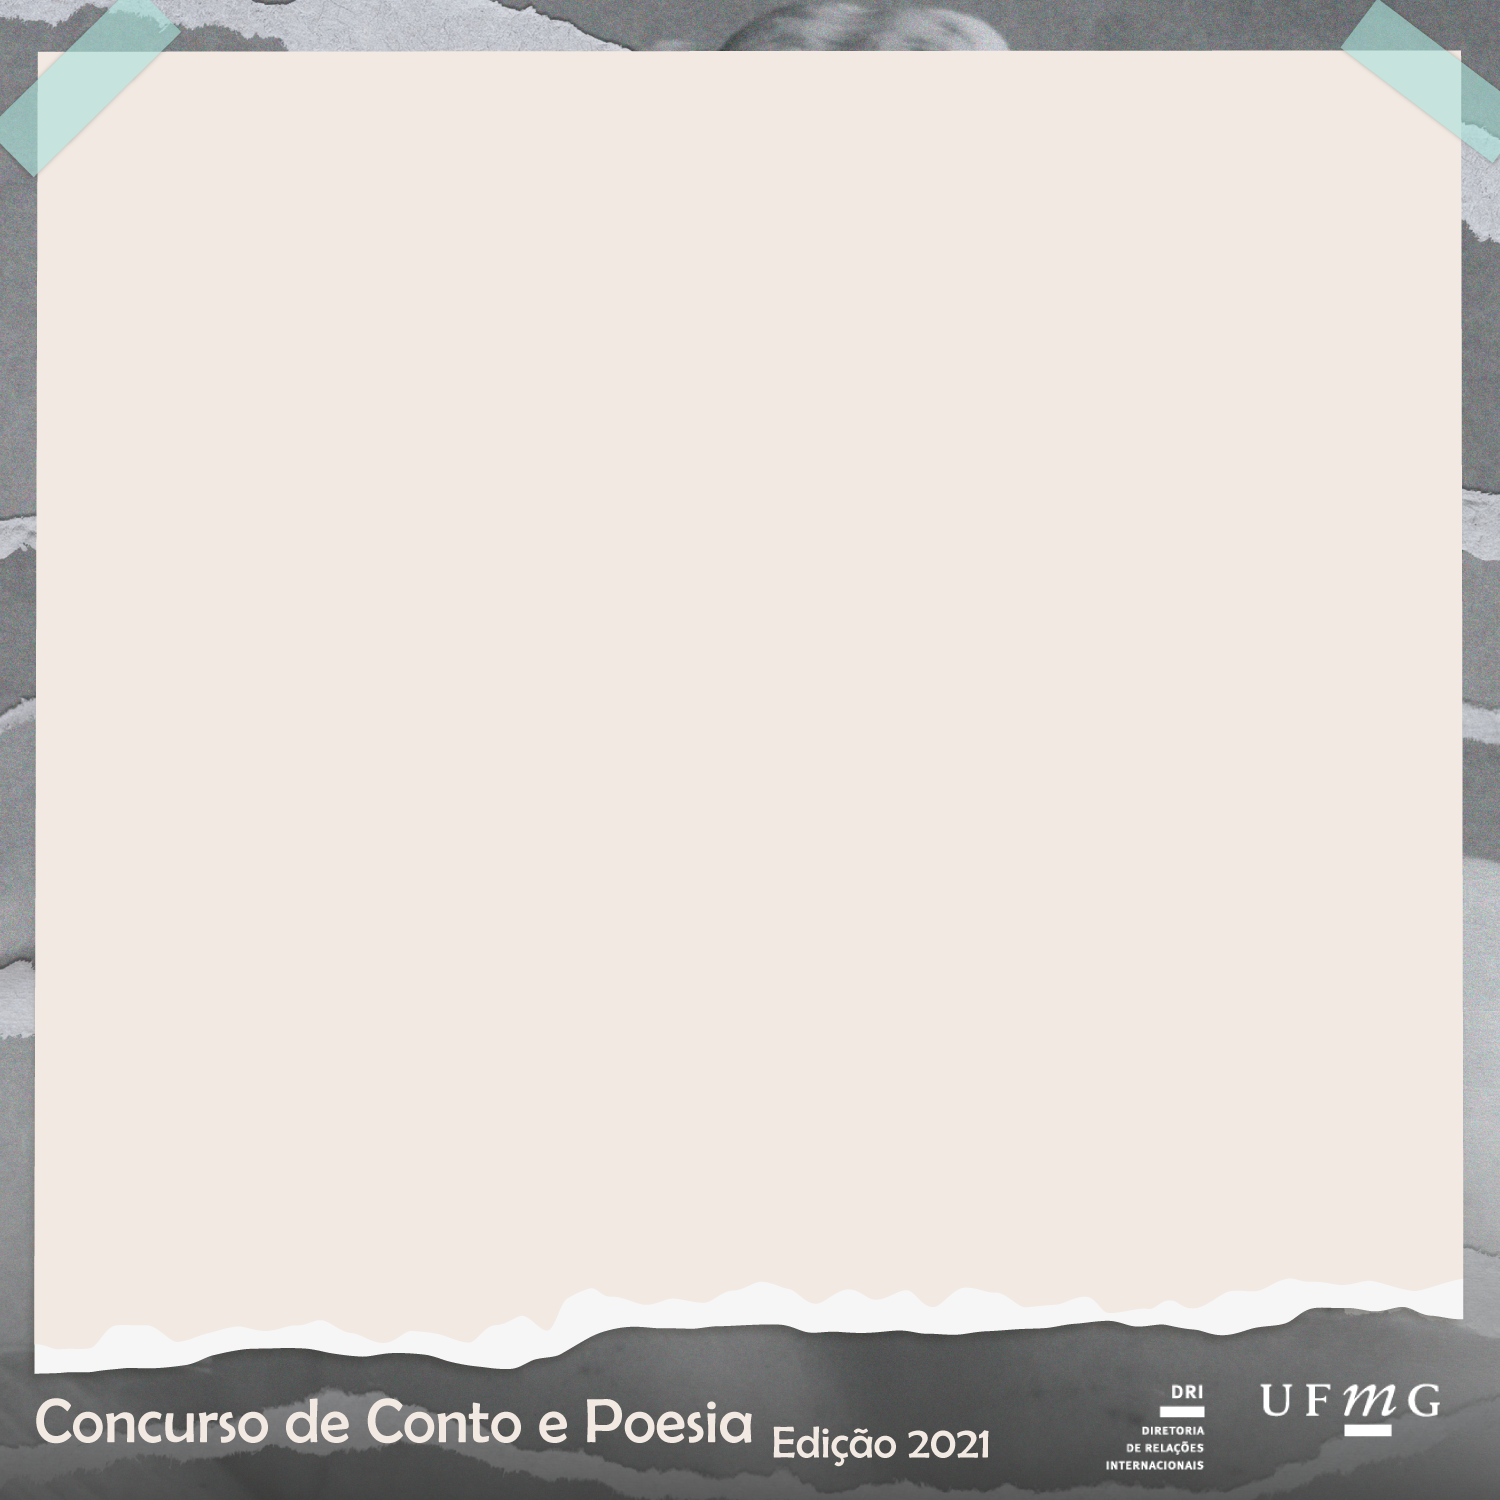 Concurso de Conto e Poesia Edição 2021
DRI
DIRETORIA
DE RELAÇÕES
INTERNACIONAIS
UFmG